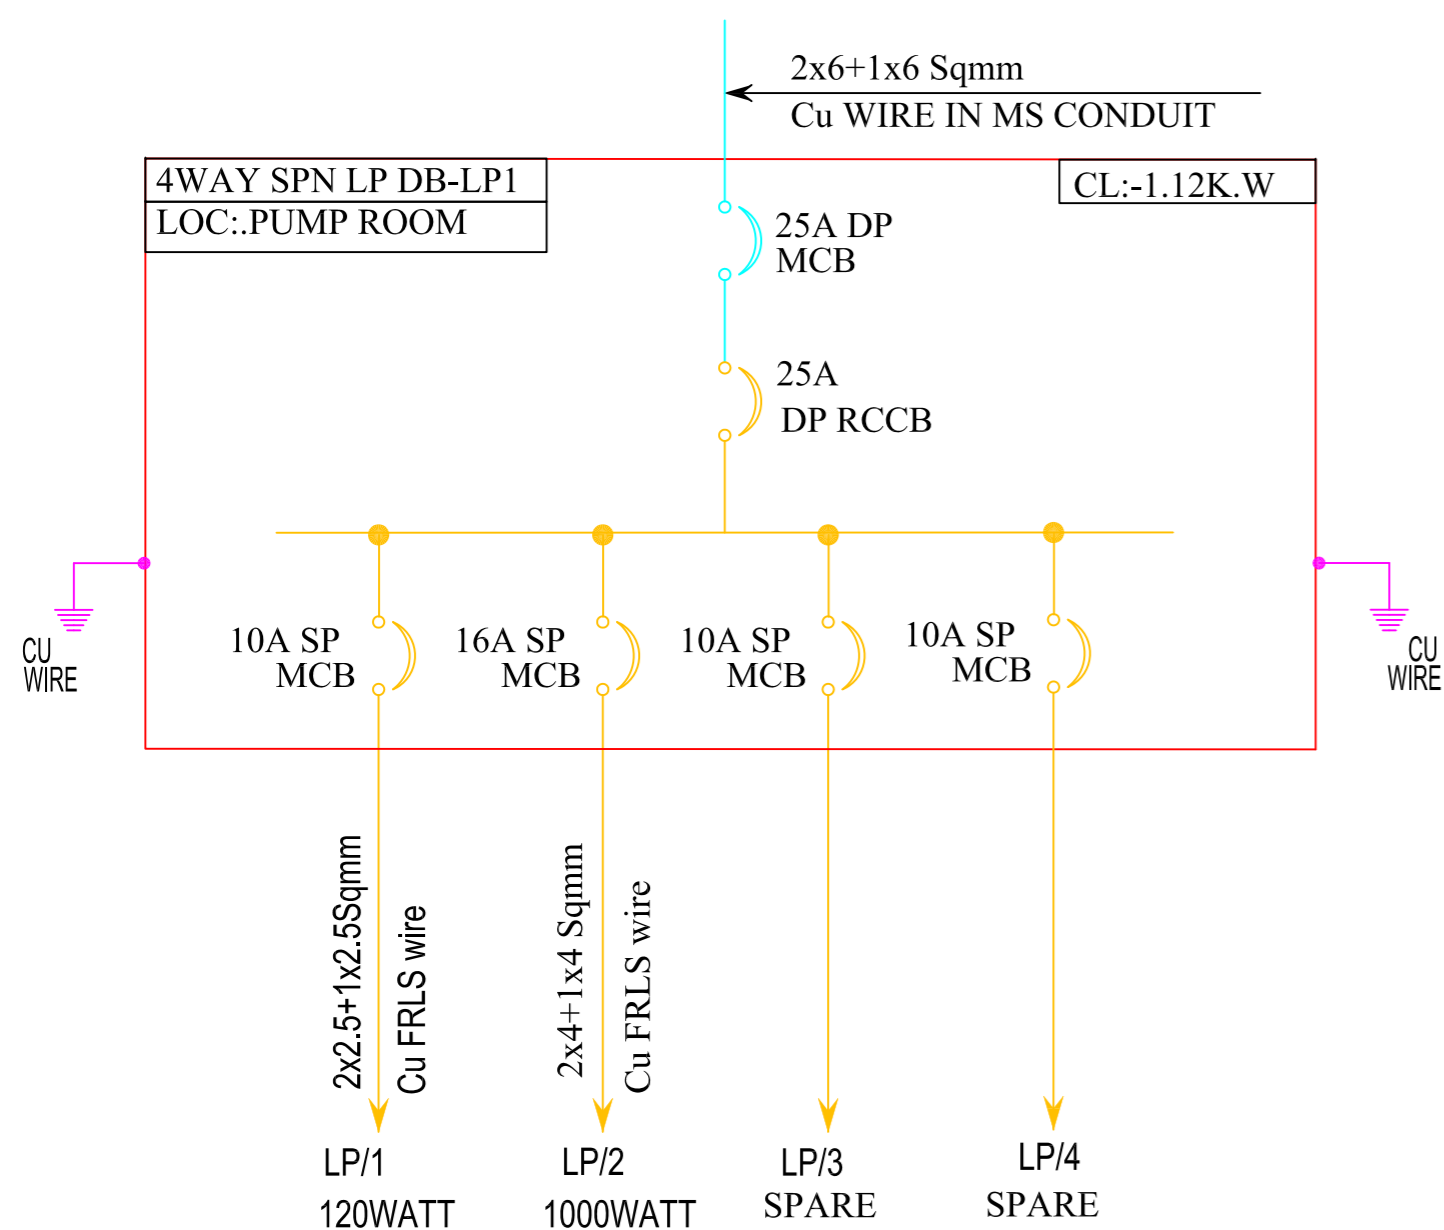 2x6+1x6 Sqmm
Cu WIRE IN MS CONDUIT
4WAY SPN LP DB-LP1
LOC:.PUMP ROOM
CL:-1.12K.W
25A DP
MCB
25A
DP RCCB
10A SP
MCB
16A SP
MCB
10A SP
MCB
10A SP
MCB
CU
WIRE
CU
WIRE
2x2.5+1x2.5Sqmm
Cu FRLS wire
2x4+1x4 Sqmm
Cu FRLS wire
LP/1
120WATT
LP/2
1000WATT
LP/3
SPARE
LP/4
SPARE